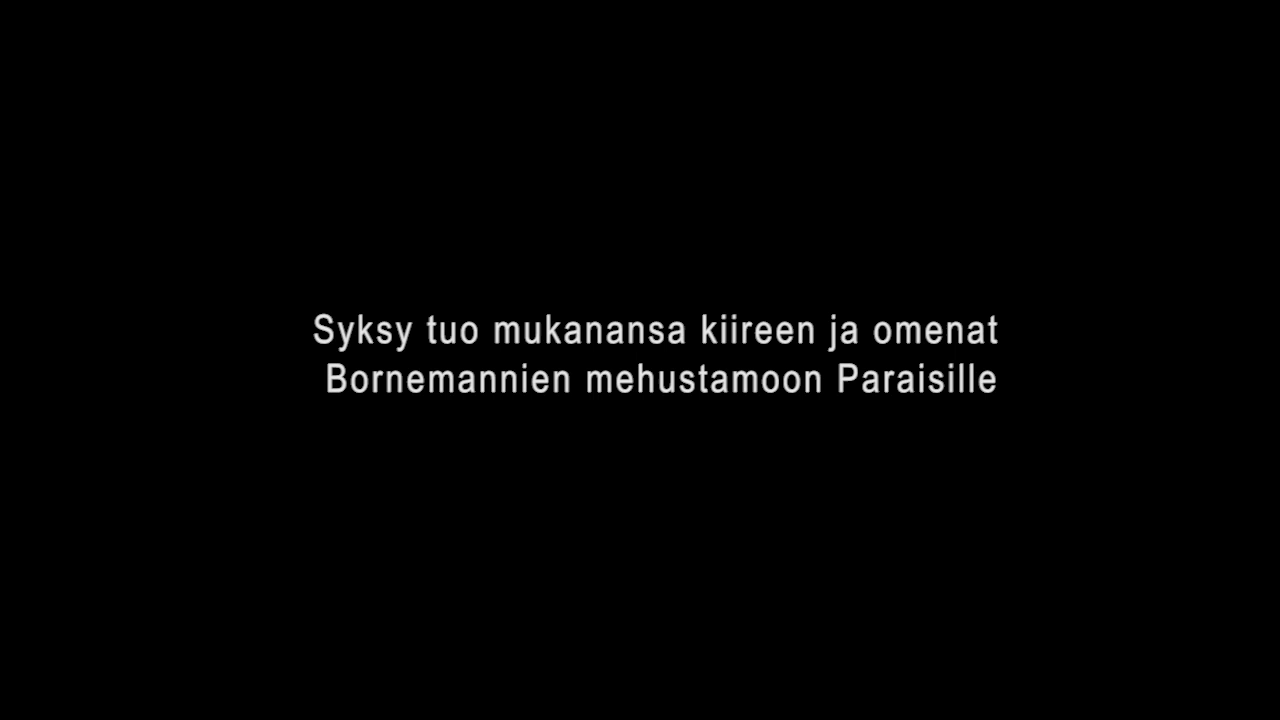 Syksy tuo mukanansa kiireen ja omenat
Bornemannien mehustamoon Paraisille